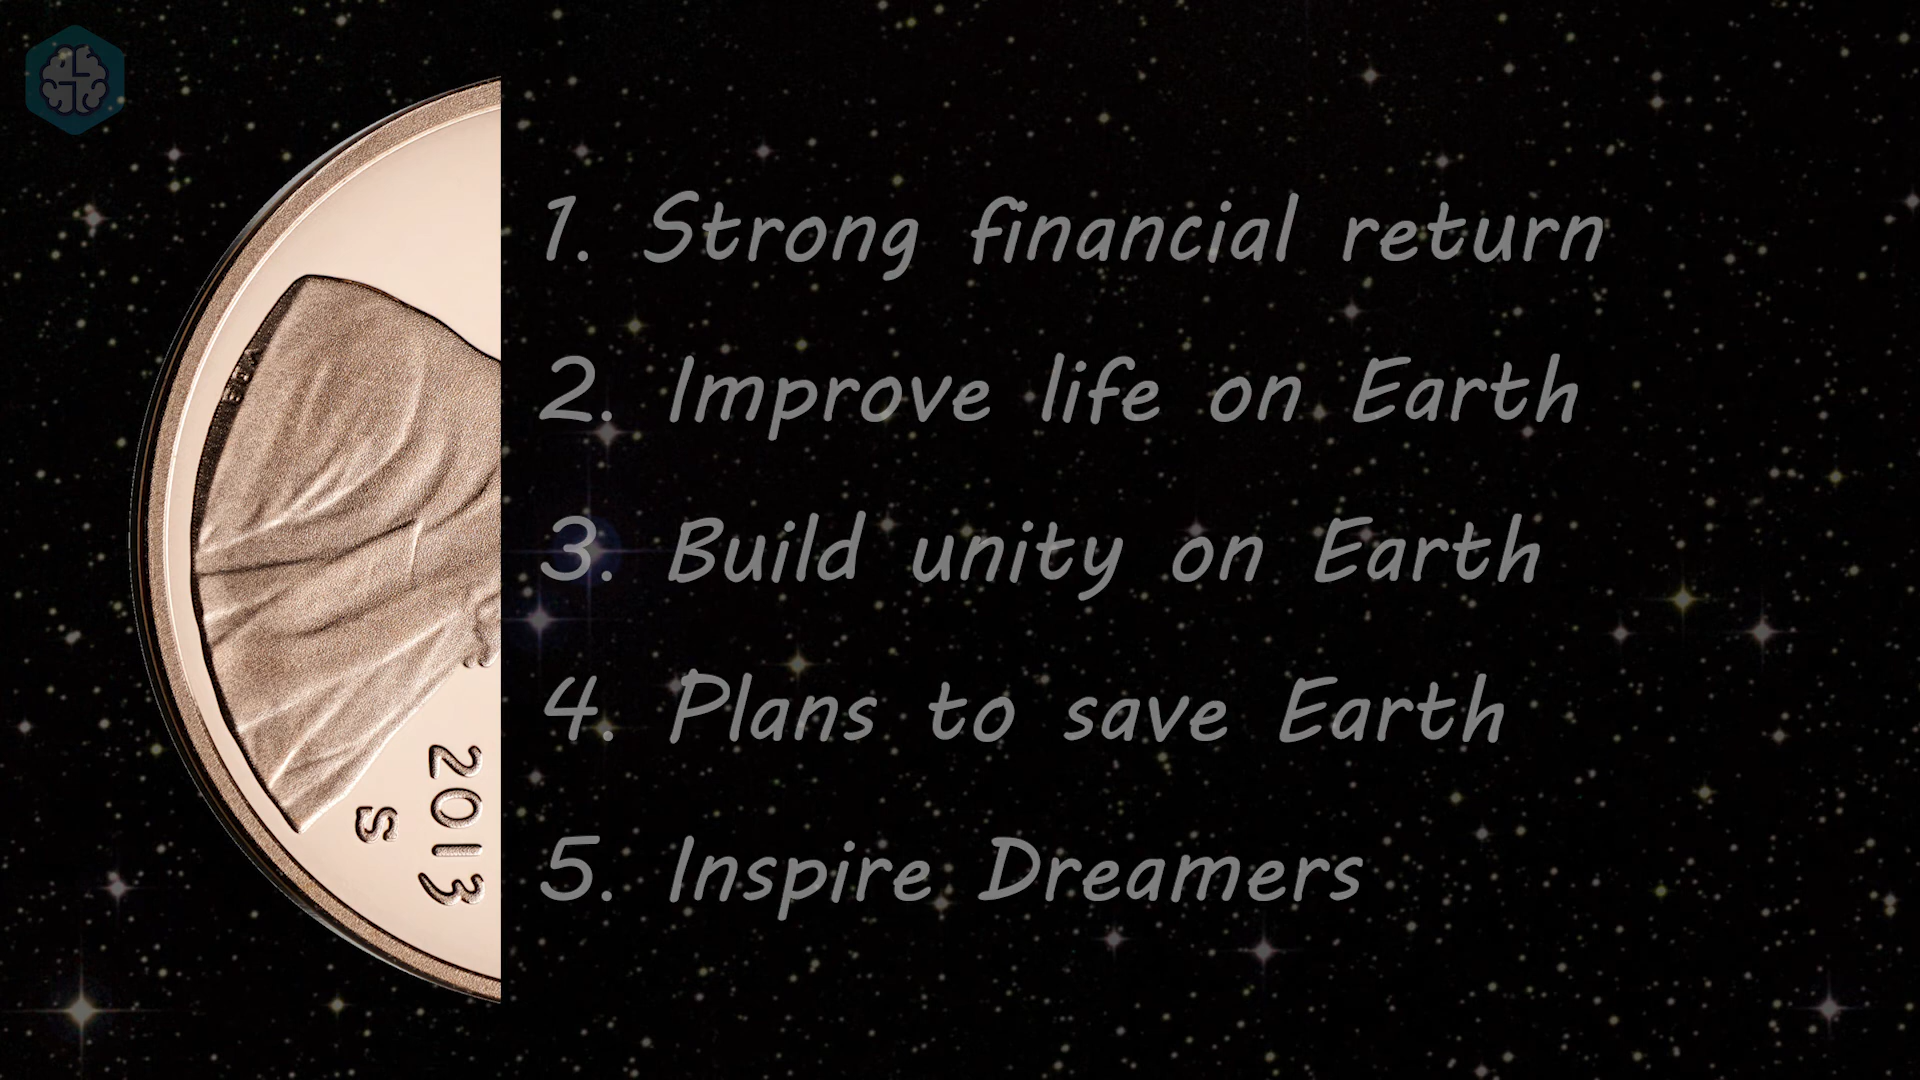 1. Strong financial return
2. Improve life on Earth
3. Build unity on Earth
4. Plans to save Earth
5. Inspire Dreamers
2013
S